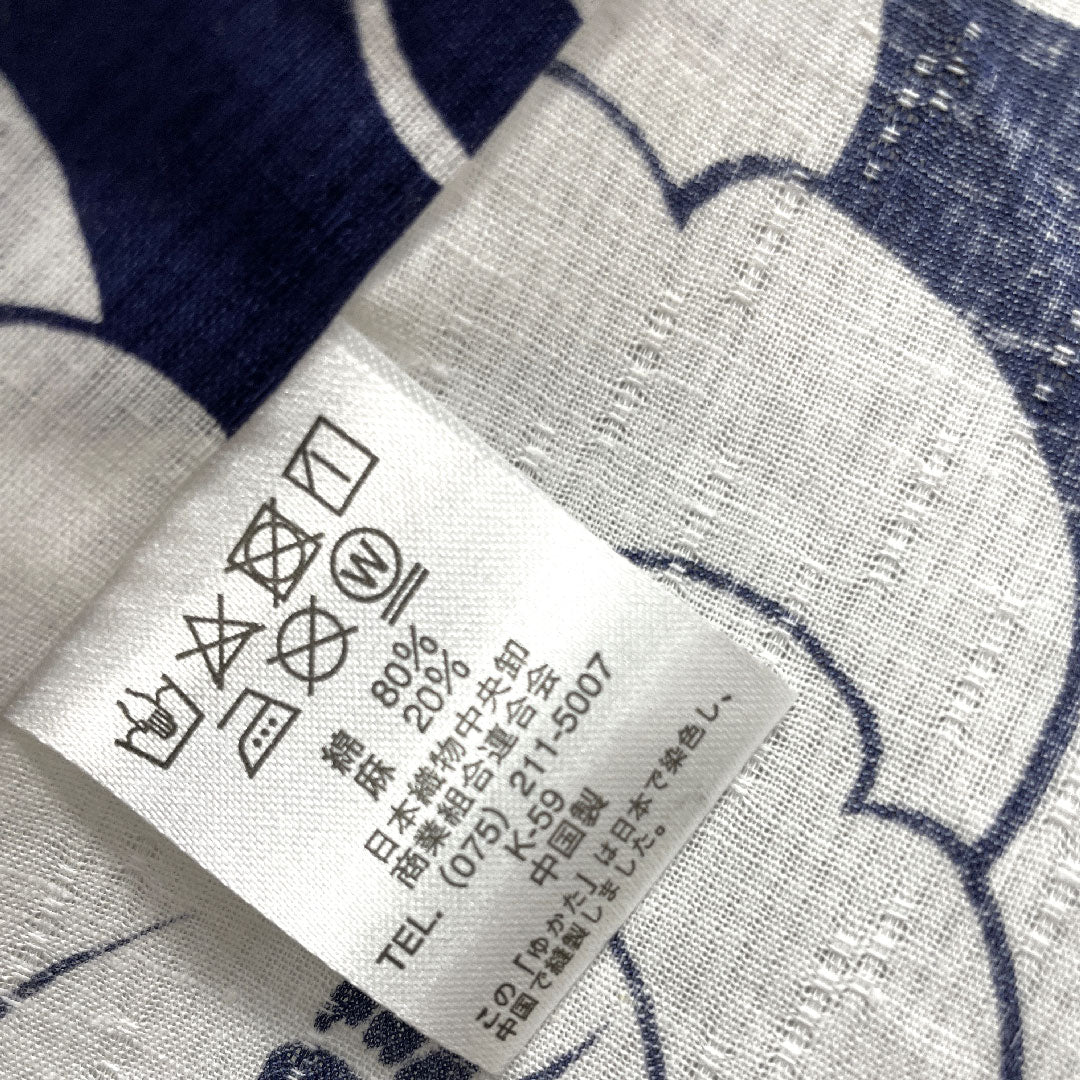 W
綿 80%
麻 20%
日本織物中央卸
商業組合連合会
TEL. (075) 211-5007
K-59
中国製
この「ゆかた」は日本で染色し、
中国で縫製しました。